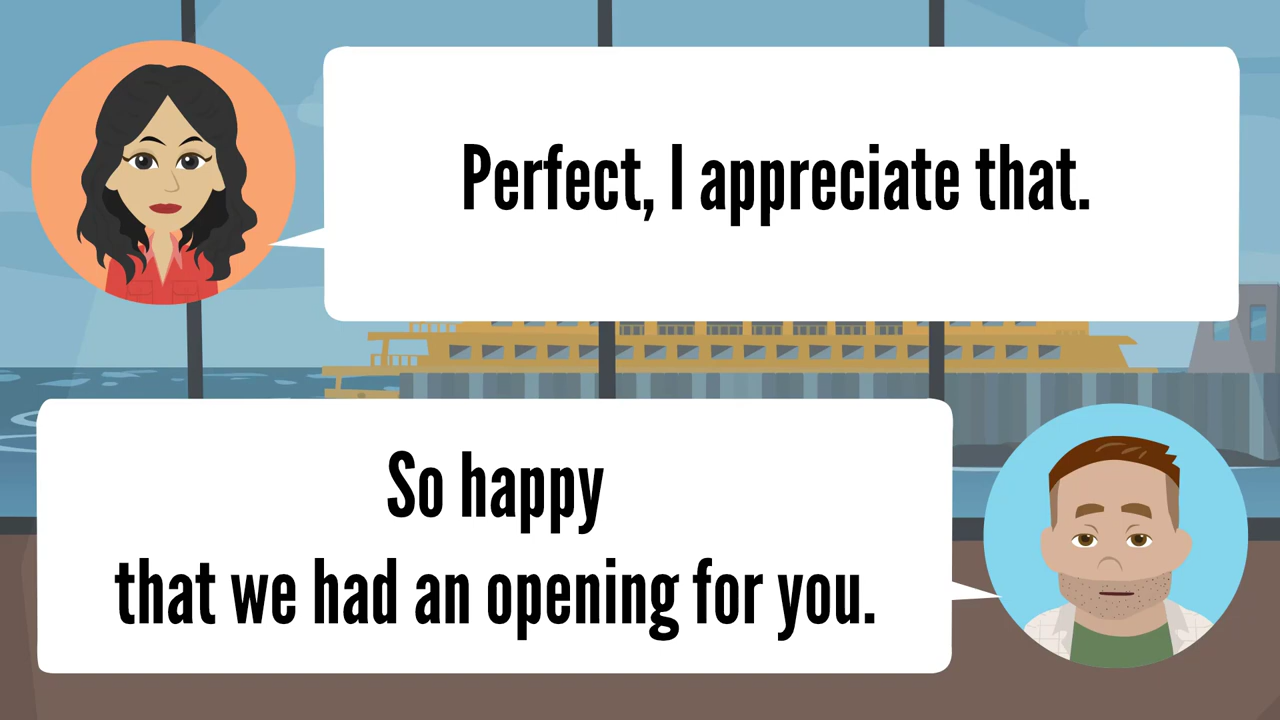 Perfect, I appreciate that.
So happy
that we had an opening for you.